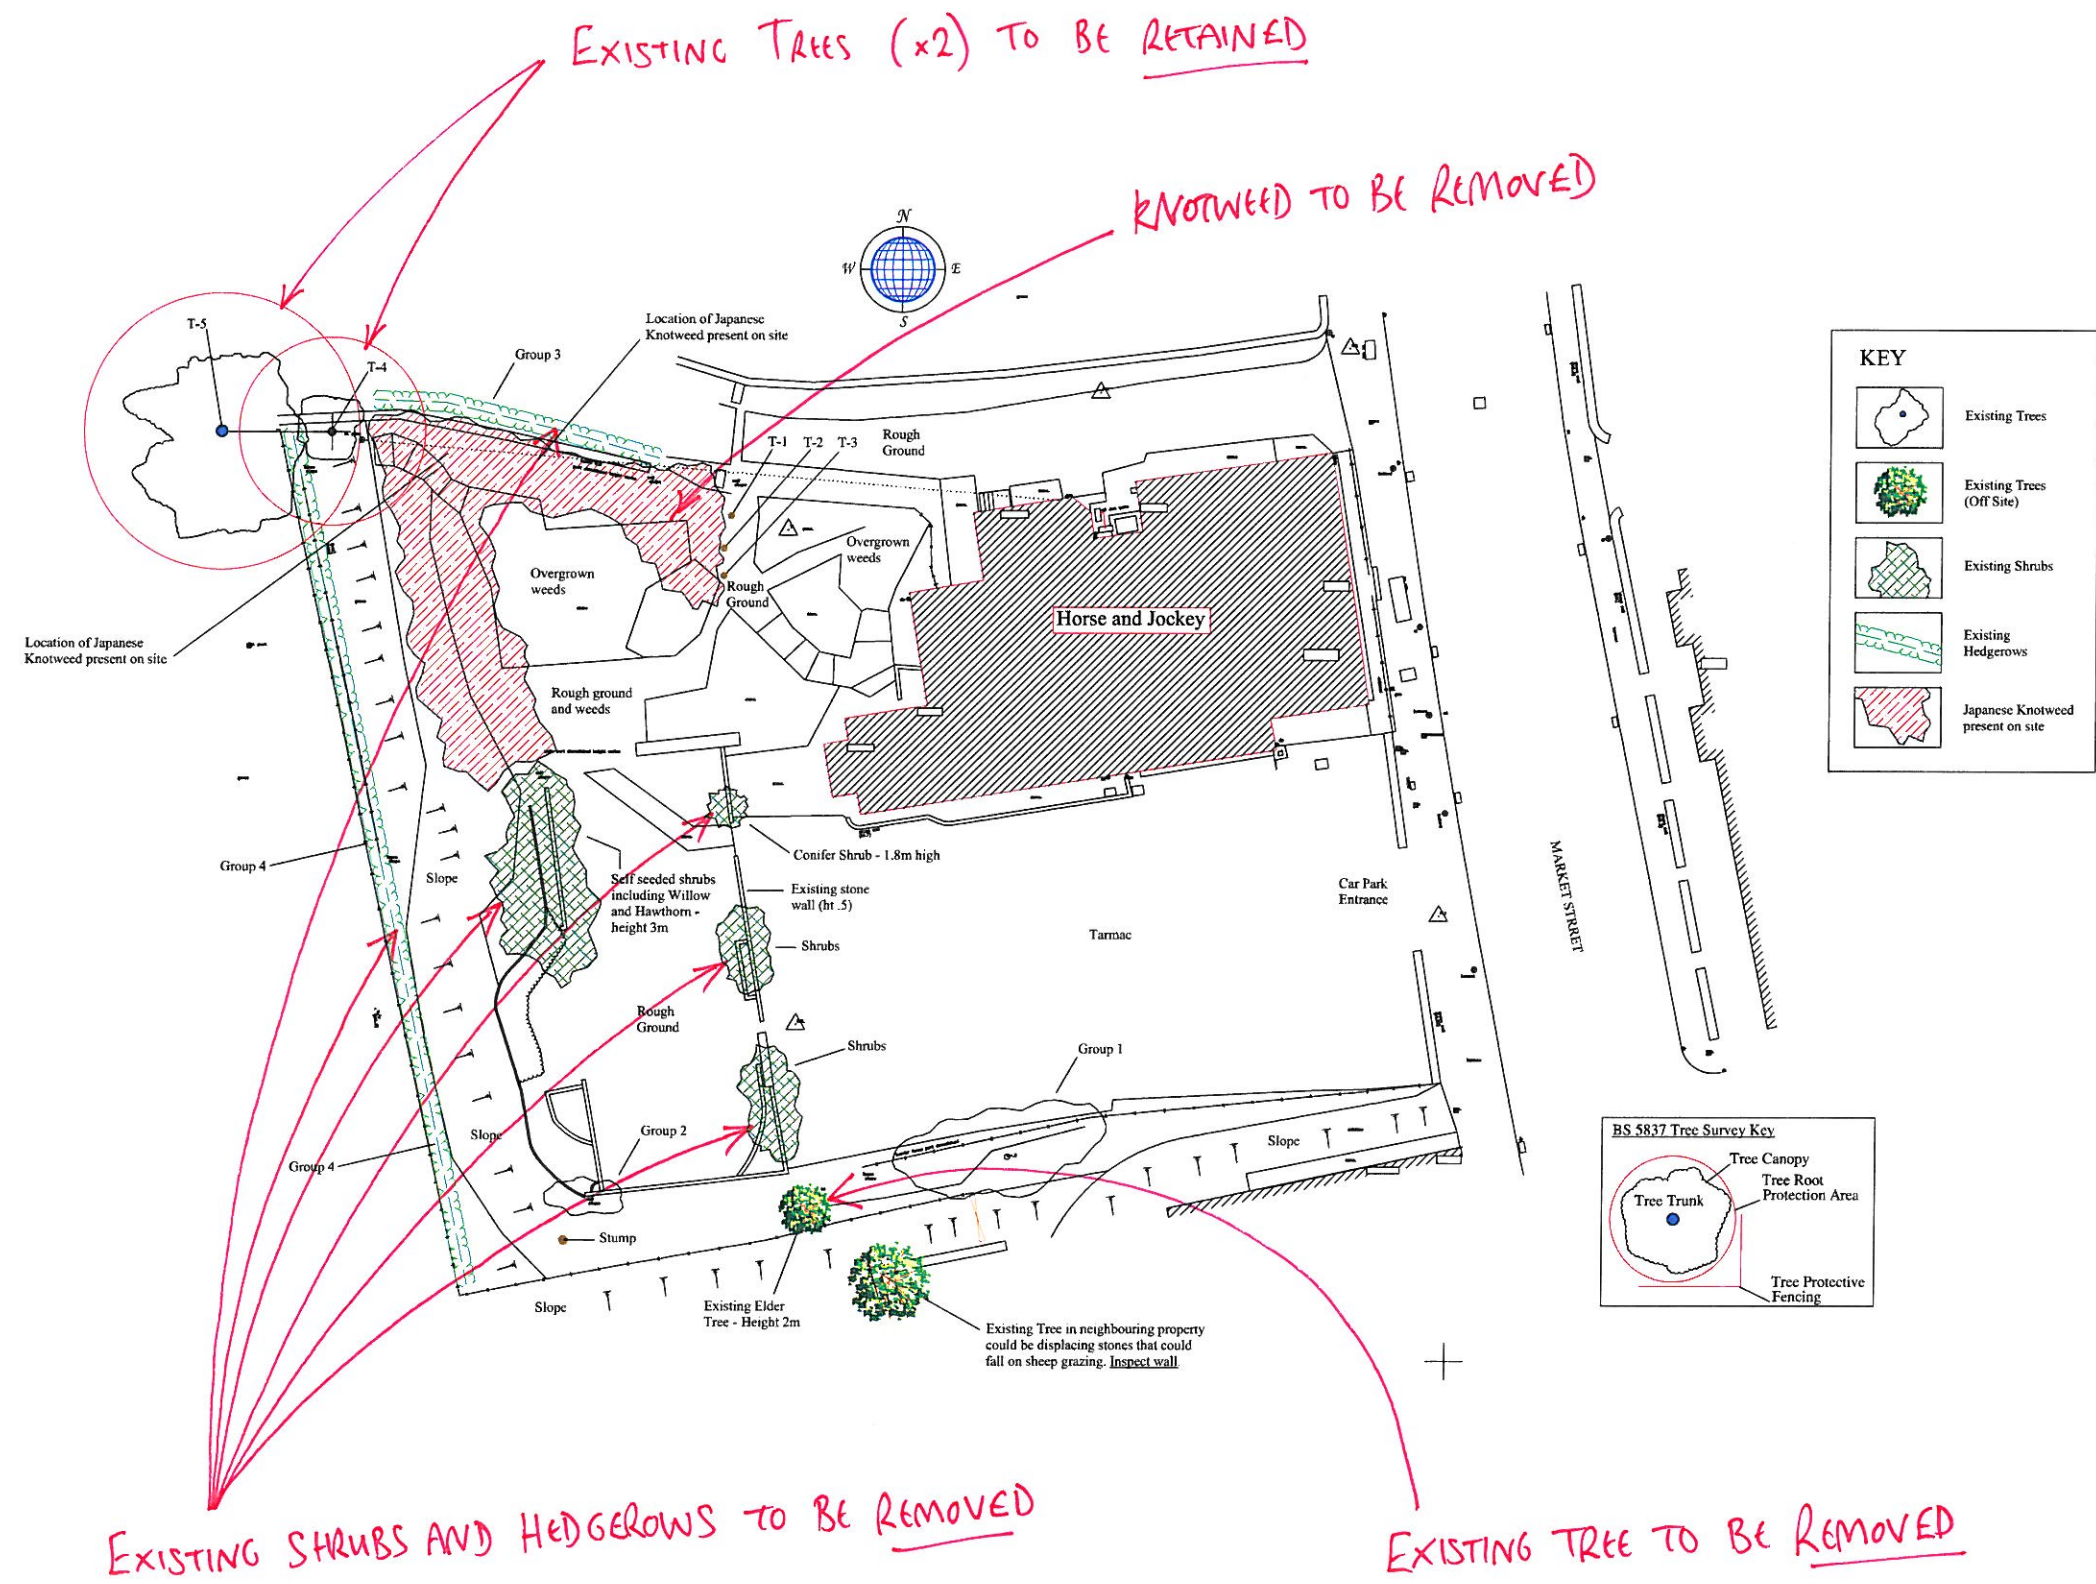 EXISTING TREES (x2) TO BE RETAINED
KNOTWEED TO BE REMOVED
N
W
E
S
T-5
T-4
Group 3
Location of Japanese
Knotweed present on site
T-1
T-2
T-3
Rough
Ground
Overgrown
weeds
Overgrown
weeds
Rough
Ground
Horse and Jockey
Location of Japanese
Knotweed present on site
Rough ground
and weeds
Group 4
Slope
Self seeded shrubs
including Willow
and Hawthorn -
height 3m
Conifer Shrub - 1.8m high
Existing stone
wall (ht .5)
Shrubs
Tarmac
Car Park
Entrance
MARKET STRRET
Rough
Ground
Shrubs
Group 1
Slope
Group 2
Group 4
Slope
Stump
Slope
Existing Elder
Tree - Height 2m
Existing Tree in neighbouring property
could be displacing stones that could
fall on sheep grazing. Inspect wall
KEY
Existing Trees
Existing Trees
(Off Site)
Existing Shrubs
Existing
Hedgerows
Japanese Knotweed
present on site
BS 5837 Tree Survey Key
Tree Canopy
Tree Root
Protection Area
Tree Trunk
Tree Protective
Fencing
EXISTING SHRUBS AND HEDGEROWS TO BE REMOVED
EXISTING TREE TO BE REMOVED